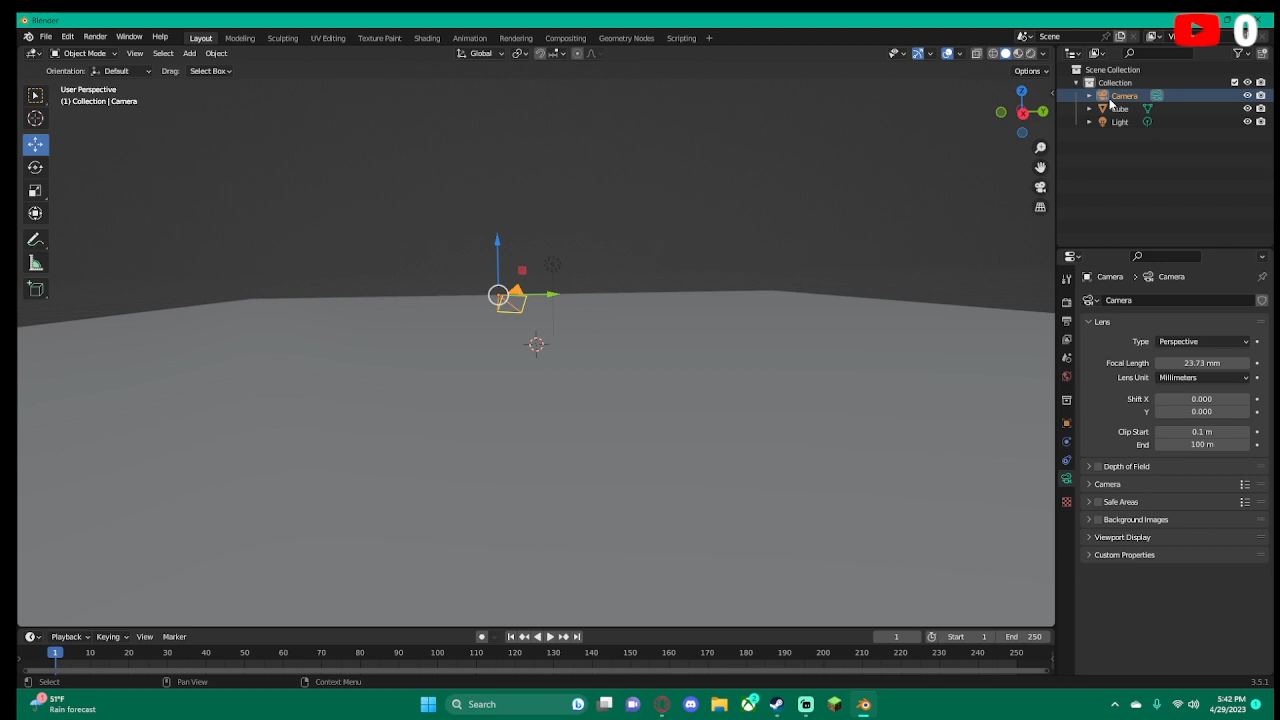 Blender
File Edit Render Window Help Layout Modeling Sculpting UV Editing Texture Paint Shading Animation Rendering Compositing Geometry Nodes Scripting + Scene
Object Mode View Select Add Object Global
Orientation: Default Drag: Select Box Options
User Perspective
(1) Collection | Camera
Z
Y
X
Scene Collection
Collection
Camera
Cube
Light
Camera > Camera
Camera
Lens
Type Perspective
Focal Length 23.73 mm
Lens Unit Millimeters
Shift X 0.000
Y 0.000
Clip Start 0.1 m
End 100 m
Depth of Field
Camera
Safe Areas
Background Images
Viewport Display
Custom Properties
Playback Keying View Marker 1 Start 1 End 250
1 10 20 30 40 50 60 70 80 90 100 110 120 130 140 150 160 170 180 190 200 210 220 230 240 250
Select Pan View Context Menu 3.5.1
51°F
Rain forecast
Search
5:42 PM
4/29/2023